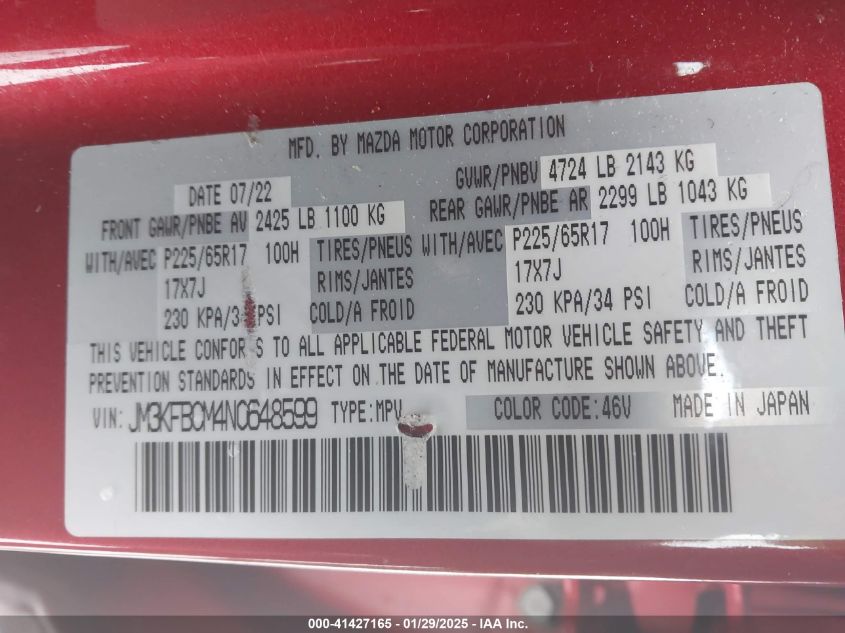 MFD. BY MAZDA MOTOR CORPORATION
DATE 07/22 GVWR/PNBV 4724 LB 2143 KG
FRONT GAWR/PNBE AV 2425 LB 1100 KG REAR GAWR/PNBE AR 2299 LB 1043 KG
WITH/AVEC P225/65R17 100H TIRES/PNEUS WITH/AVEC P225/65R17 100H TIRES/PNEUS
17X7J RIMS/JANTES 17X7J RIMS/JANTES
230 KPA/34 PSI COLD/A FROID 230 KPA/34 PSI COLD/A FROID
THIS VEHICLE CONFORMS TO ALL APPLICABLE FEDERAL MOTOR VEHICLE SAFETY AND THEFT
PREVENTION STANDARDS IN EFFECT ON THE DATE OF MANUFACTURE SHOWN ABOVE.
VIN: JM3KFBCM4N0648599 TYPE:MPV COLOR CODE:46V MADE IN JAPAN
000-41427165 - 01/29/2025 - IAA Inc.